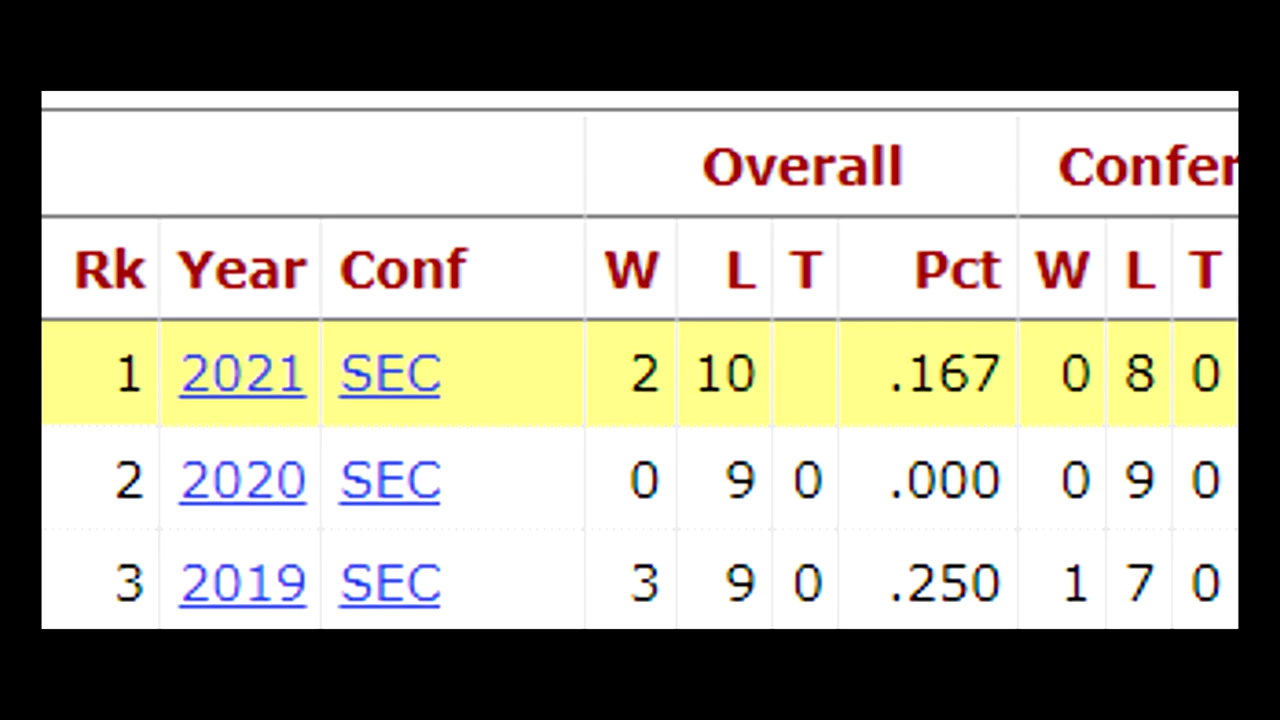 Overall Confer
Rk Year Conf W L T Pct W L T
1 2021 SEC 2 10 .167 0 8 0
2 2020 SEC 0 9 0 .000 0 9 0
3 2019 SEC 3 9 0 .250 1 7 0